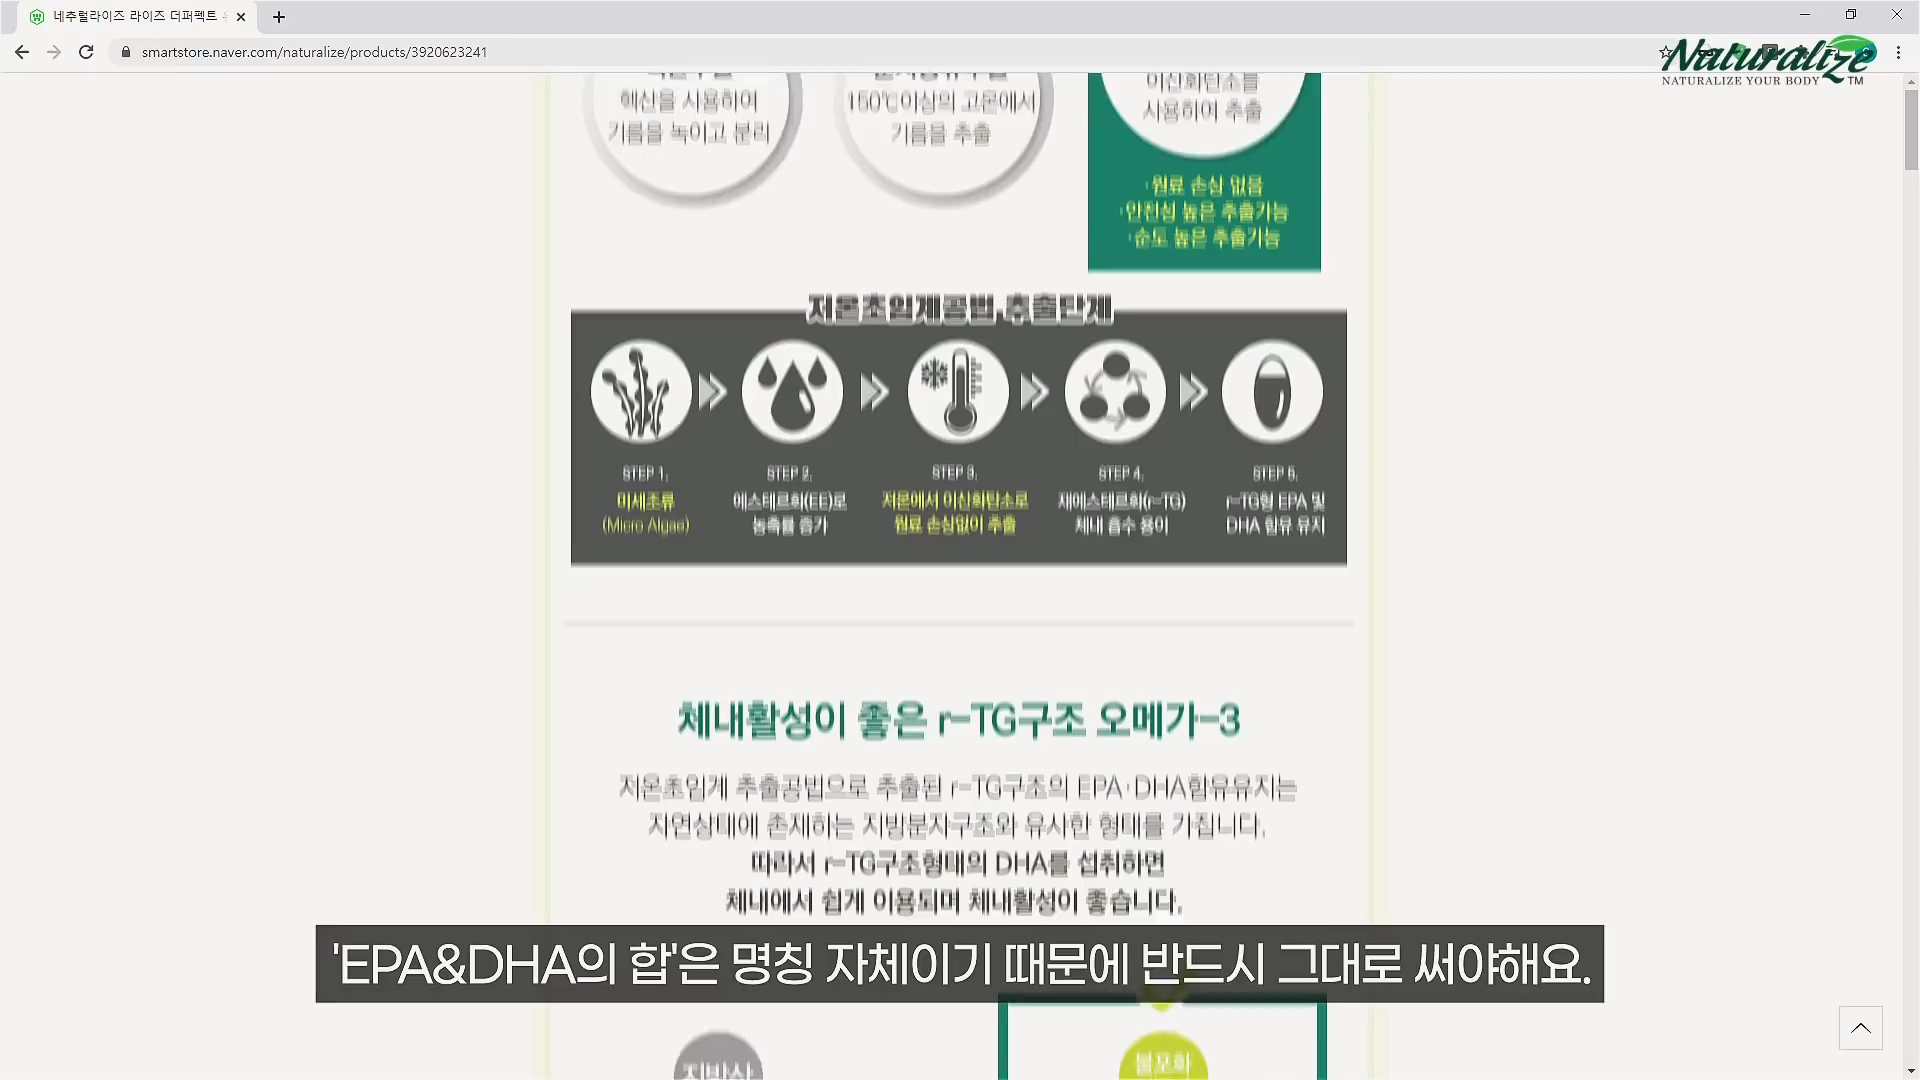 네추럴라이즈 라이즈 더퍼펙트
smartstore.naver.com/naturalize/products/3920623241
Naturalize
NATURALIZE YOUR BODY TM
헥산을 사용하여
기름을 녹이고 분리
150℃이상의 고온에서
기름을 추출
이산화탄소를
사용하여 추출
·원료 손상 없음
·안전성 높은 추출가능
·순도 높은 추출기능
저온초임계공법 추출단계
STEP 1.
미세조류
(Micro Algae)
STEP 2.
에스테르화(EE)로
농축률 증가
STEP 3.
저온에서 이산화탄소로
원료 손상없이 추출
STEP 4.
재에스테르화(r-TG)
체내 흡수 용이
STEP 5.
r-TG형 EPA 및
DHA 함유 유지
체내활성이 좋은 r-TG구조 오메가-3
저온초임계 추출공법으로 추출된 r-TG구조의 EPA·DHA함유유지는
자연상태에 존재하는 지방분자구조와 유사한 형태를 가집니다.
따라서 r-TG구조형태의 DHA를 섭취하면
체내에서 쉽게 이용되며 체내활성이 좋습니다.
'EPA&DHA의 합'은 명칭 자체이기 때문에 반드시 그대로 써야해요.
지방산
불포화